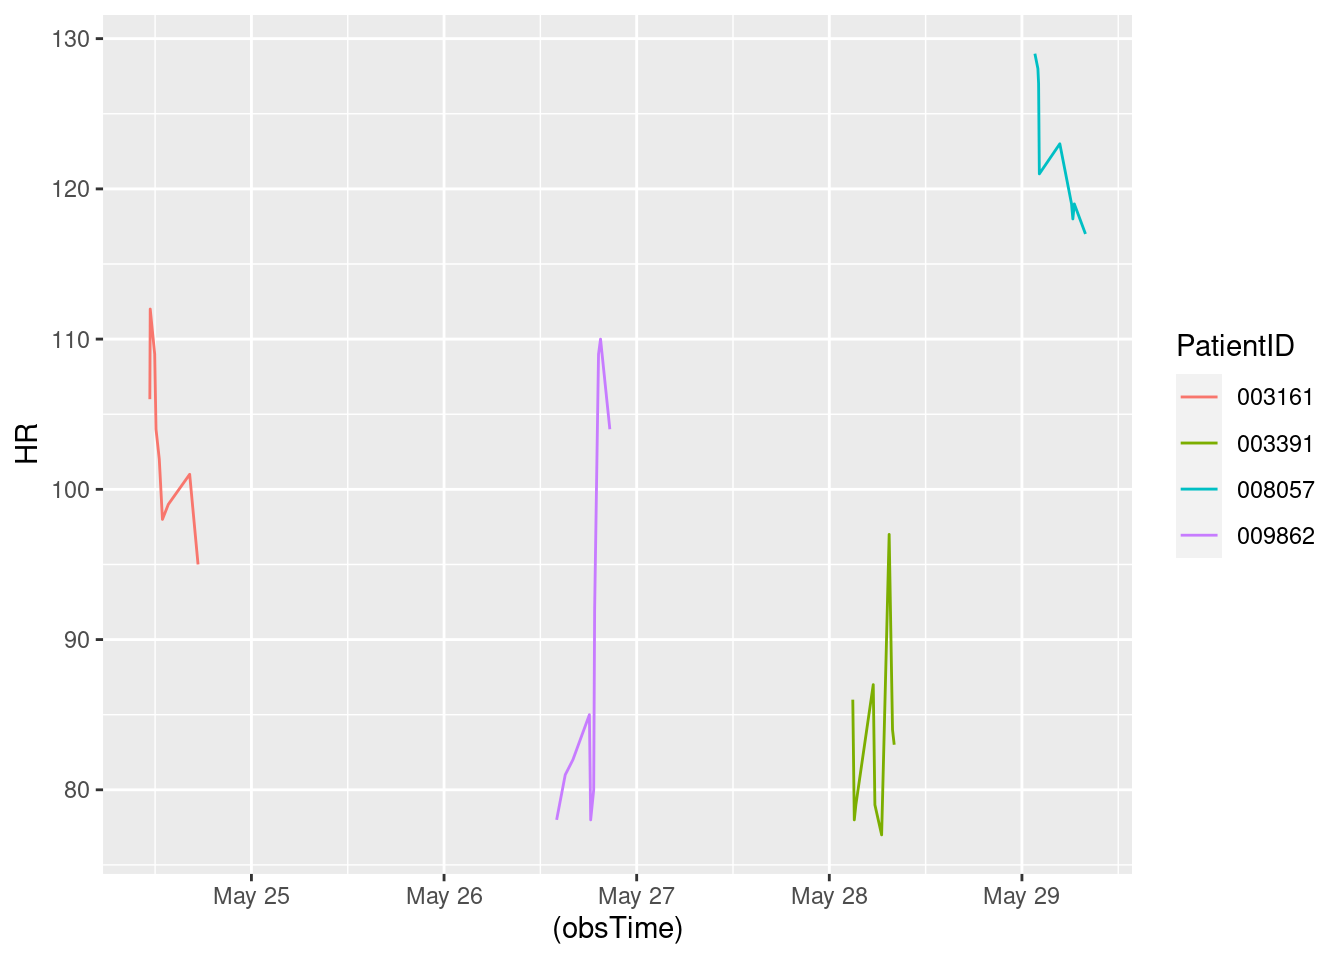 130
120
110
100
90
80
HR
May 25
May 26
May 27
May 28
May 29
(obsTime)
PatientID
003161
003391
008057
009862